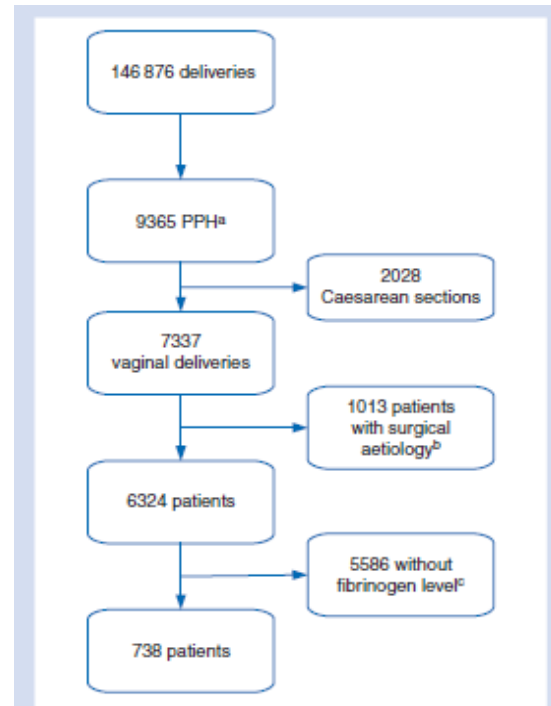 146 876 deliveries
9365 PPHᵃ
2028
Caesarean sections
7337
vaginal deliveries
1013 patients
with surgical
aetiologyᵇ
6324 patients
5586 without
fibrinogen levelᶜ
738 patients